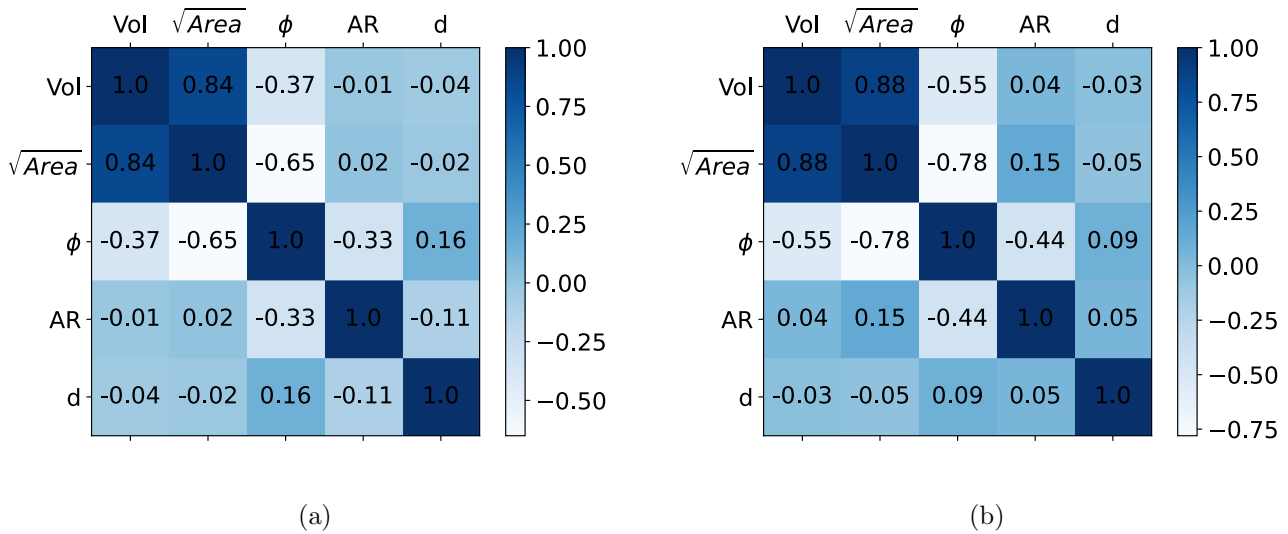 Vol √Area ϕ AR d
Vol 1.0 0.84 -0.37 -0.01 -0.04
√Area 0.84 1.0 -0.65 0.02 -0.02
ϕ -0.37 -0.65 1.0 -0.33 0.16
AR -0.01 0.02 -0.33 1.0 -0.11
d -0.04 -0.02 0.16 -0.11 1.0
1.00
0.75
0.50
0.25
0.00
−0.25
−0.50
(a)
Vol √Area ϕ AR d
Vol 1.0 0.88 -0.55 0.04 -0.03
√Area 0.88 1.0 -0.78 0.15 -0.05
ϕ -0.55 -0.78 1.0 -0.44 0.09
AR 0.04 0.15 -0.44 1.0 0.05
d -0.03 -0.05 0.09 0.05 1.0
1.00
0.75
0.50
0.25
0.00
−0.25
−0.50
−0.75
(b)